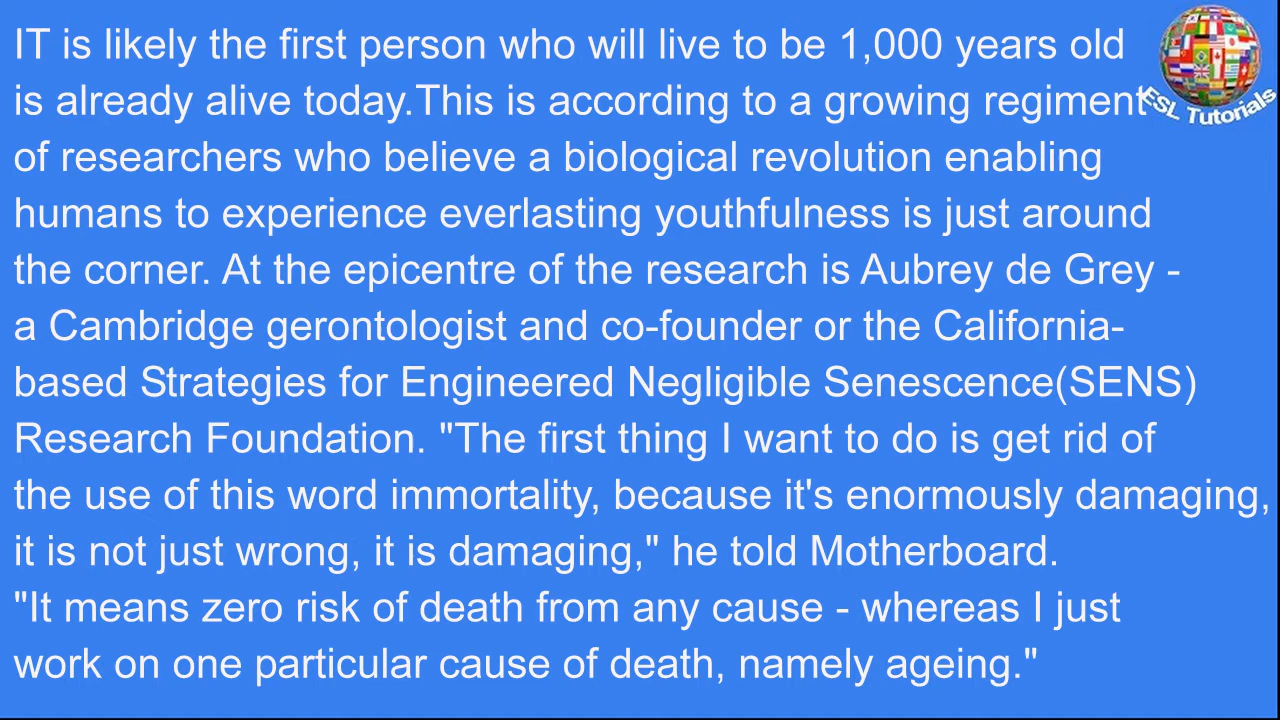 IT is likely the first person who will live to be 1,000 years old
is already alive today.This is according to a growing regiment
of researchers who believe a biological revolution enabling
humans to experience everlasting youthfulness is just around
the corner. At the epicentre of the research is Aubrey de Grey -
a Cambridge gerontologist and co-founder or the California-
based Strategies for Engineered Negligible Senescence(SENS)
Research Foundation. "The first thing I want to do is get rid of
the use of this word immortality, because it's enormously damaging,
it is not just wrong, it is damaging," he told Motherboard.
"It means zero risk of death from any cause - whereas I just
work on one particular cause of death, namely ageing."
ESL Tutorials